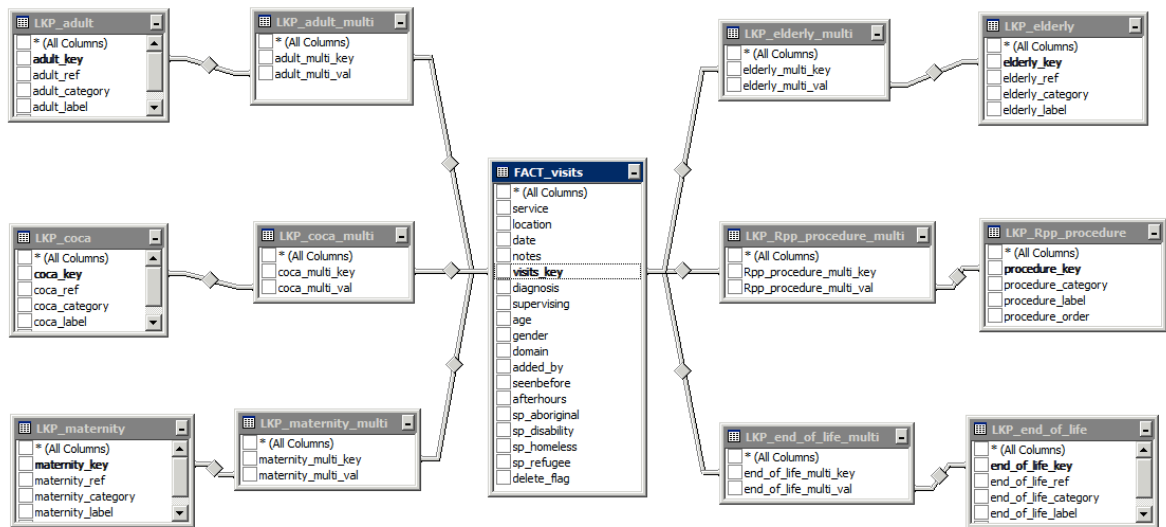 LKP_adult
* (All Columns)
adult_key
adult_ref
adult_category
adult_label
LKP_adult_multi
* (All Columns)
adult_multi_key
adult_multi_val
LKP_elderly_multi
* (All Columns)
elderly_multi_key
elderly_multi_val
LKP_elderly
* (All Columns)
elderly_key
elderly_ref
elderly_category
elderly_label
LKP_coca
* (All Columns)
coca_key
coca_ref
coca_category
coca_label
LKP_coca_multi
* (All Columns)
coca_multi_key
coca_multi_val
FACT_visits
* (All Columns)
service
location
date
notes
visits_key
diagnosis
supervising
age
gender
domain
added_by
seenbefore
afterhours
sp_aboriginal
sp_disability
sp_homeless
sp_refugee
delete_flag
LKP_Rpp_procedure_multi
* (All Columns)
Rpp_procedure_multi_key
Rpp_procedure_multi_val
LKP_Rpp_procedure
* (All Columns)
procedure_key
procedure_category
procedure_label
procedure_order
LKP_maternity
* (All Columns)
maternity_key
maternity_ref
maternity_category
maternity_label
LKP_maternity_multi
* (All Columns)
maternity_multi_key
maternity_multi_val
LKP_end_of_life_multi
* (All Columns)
end_of_life_multi_key
end_of_life_multi_val
LKP_end_of_life
* (All Columns)
end_of_life_key
end_of_life_ref
end_of_life_category
end_of_life_label